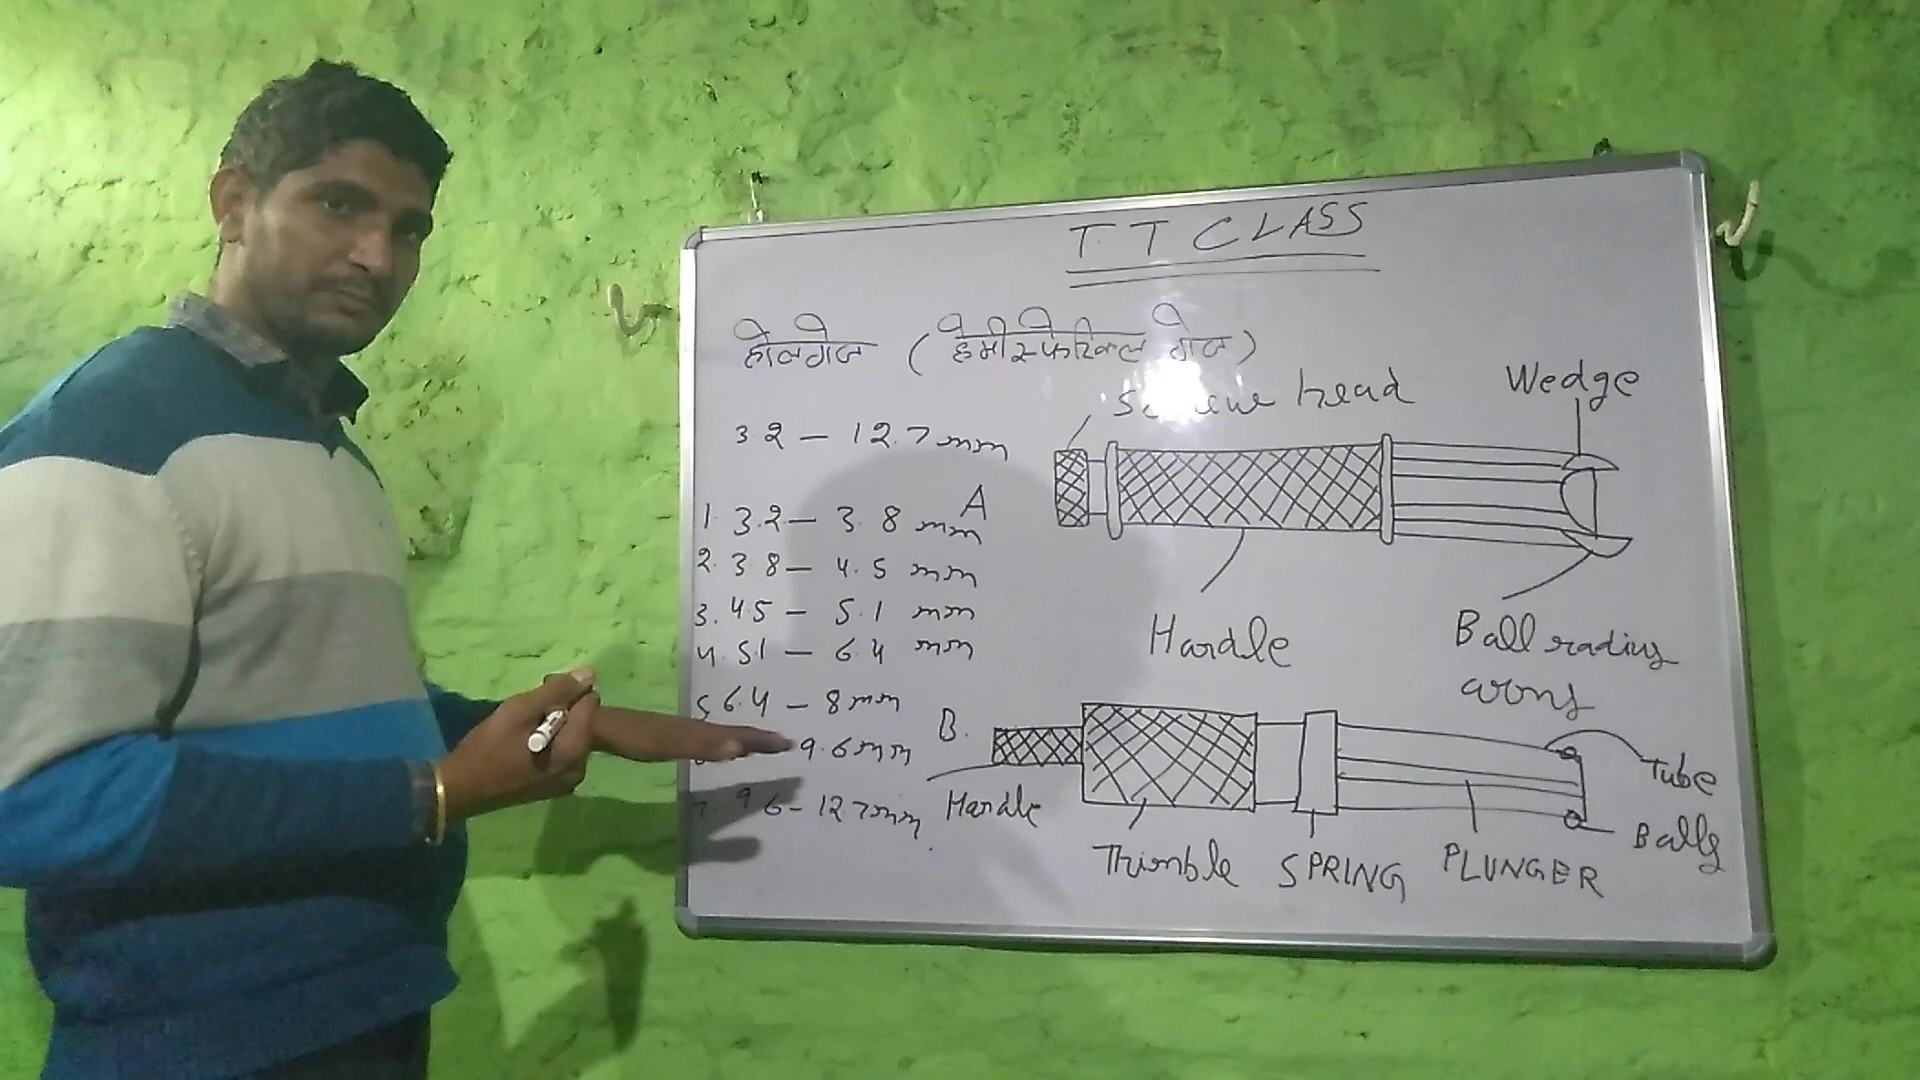 T. T CLASS
होलगेज (हेमीस्फेरिकल गेज)
3.2 – 12.7 mm
1. 3.2 – 3.8 mm
2. 3.8 – 4.5 mm
3. 4.5 – 5.1 mm
4. 5.1 – 6.4 mm
5. 6.4 – 8 mm
9.6 mm
7. 9.6 – 12.7 mm
A
head
Wedge
Handle
Ball radius
B.
Handle
Thimble
SPRING
PLUNGER
Tube
Balls